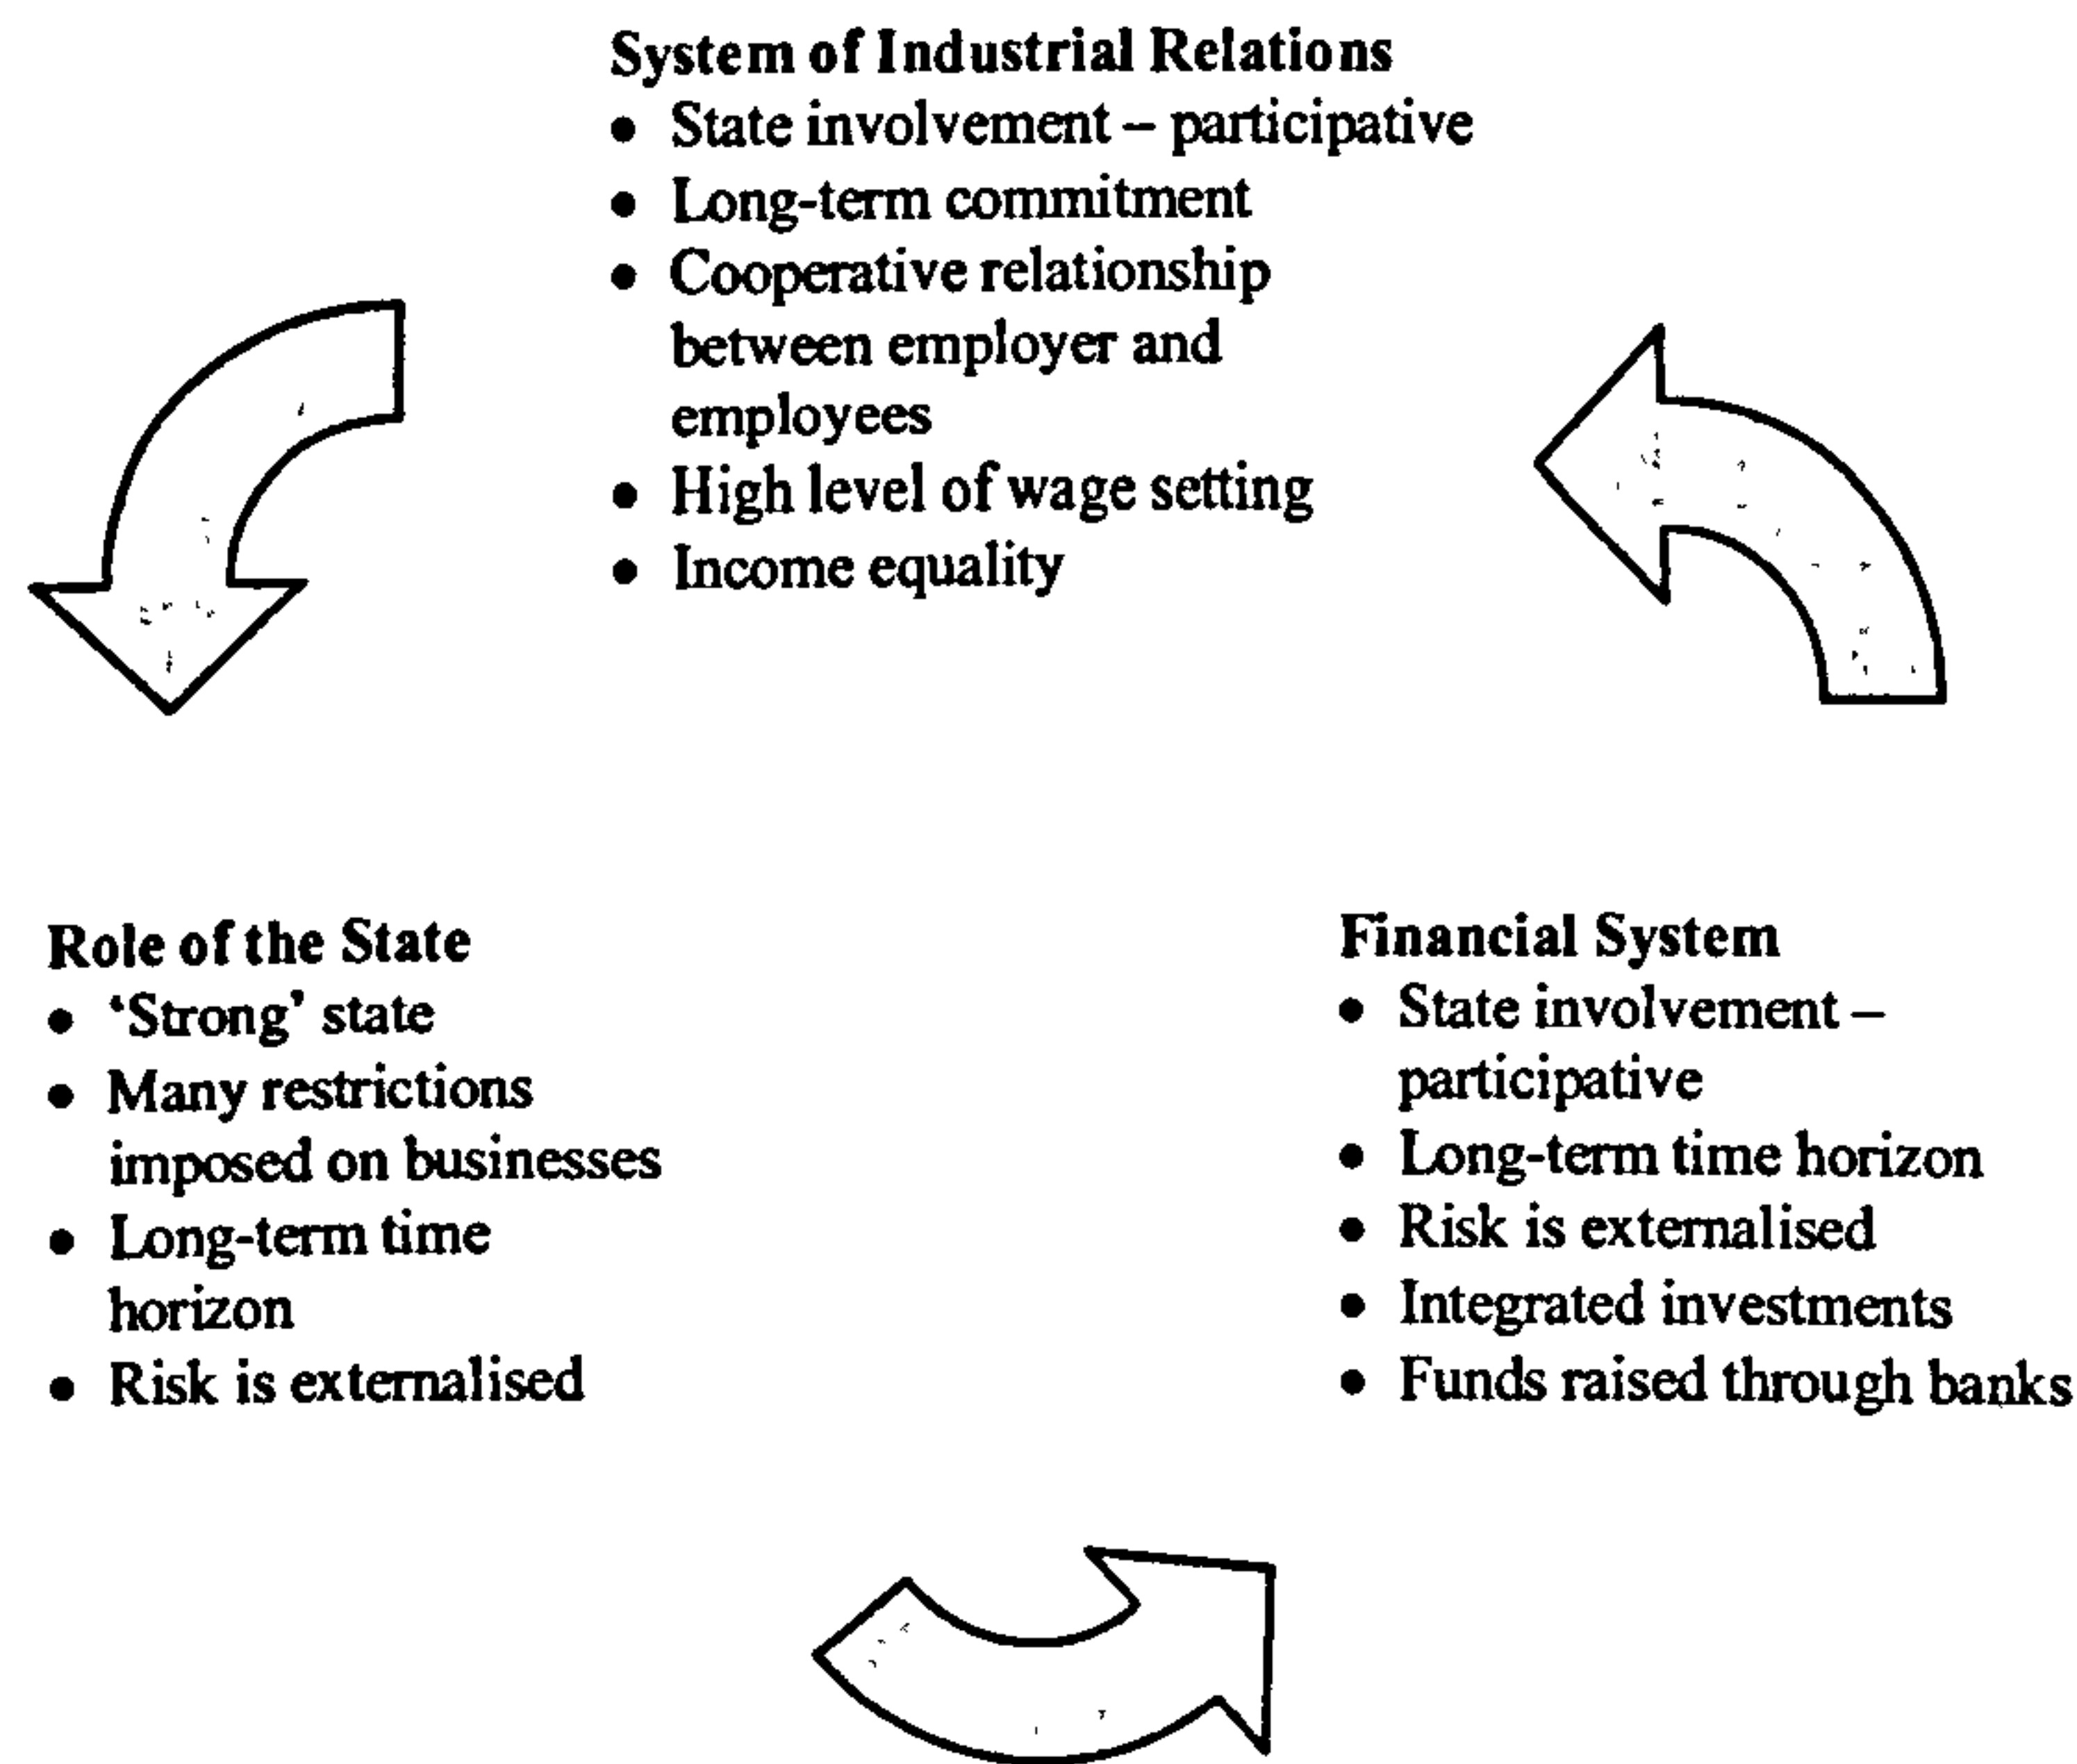 System of Industrial Relations
● State involvement – participative
● Long-term commitment
● Cooperative relationship
between employer and
employees
● High level of wage setting
● Income equality
Role of the State
● ‘Strong’ state
● Many restrictions
imposed on businesses
● Long-term time
horizon
● Risk is externalised
Financial System
● State involvement –
participative
● Long-term time horizon
● Risk is externalised
● Integrated investments
● Funds raised through banks